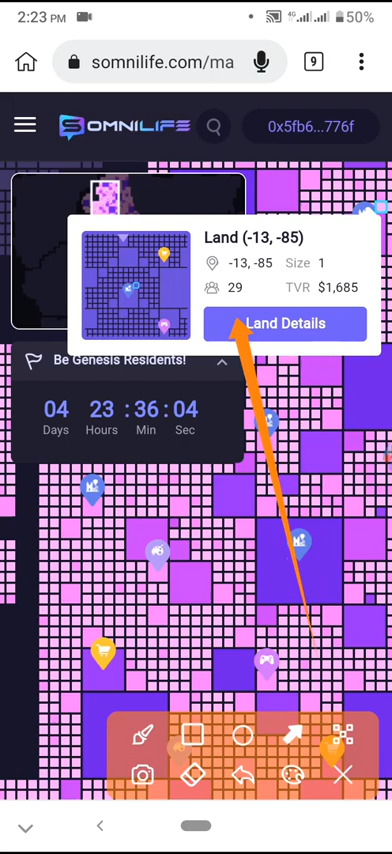 2:23 PM
4G
50%
somnilife.com/ma
9
SOMNILIFE
0x5fb6...776f
Land (-13, -85)
-13, -85 Size 1
29 TVR $1,685
Land Details
Be Genesis Residents!
04 23 : 36 : 04
Days Hours Min Sec